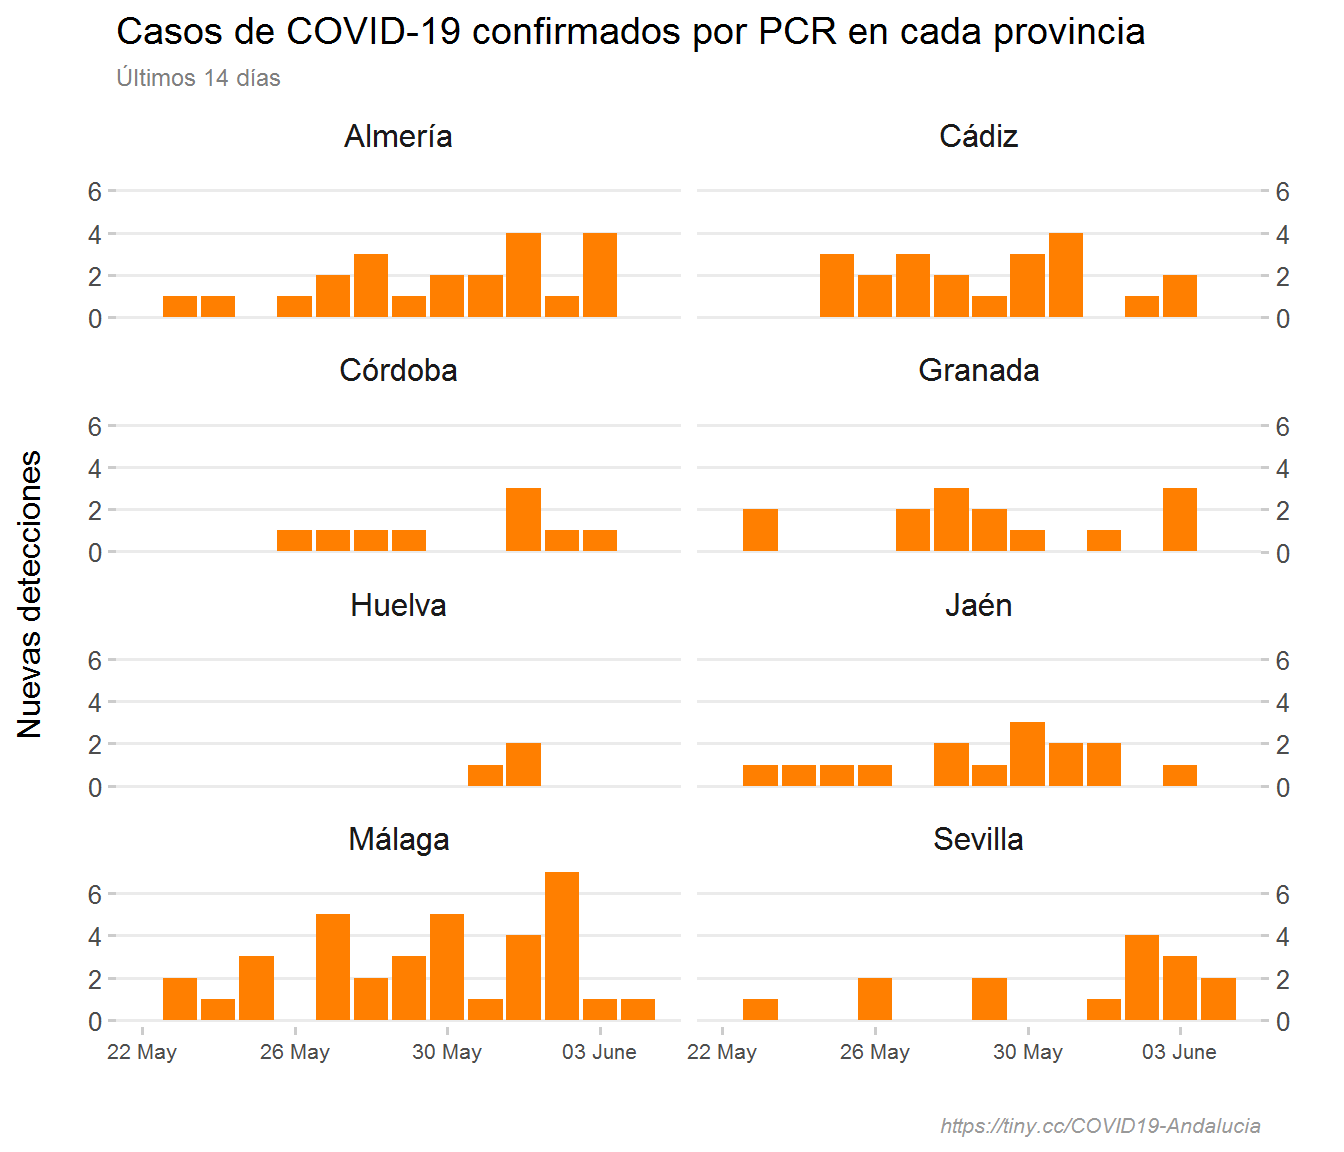 Casos de COVID-19 confirmados por PCR en cada provincia
Últimos 14 días
Almería
Cádiz
6
4
2
0
6
4
2
0
Córdoba
Granada
6
4
2
0
6
4
2
0
Nuevas detecciones
Huelva
Jaén
6
4
2
0
6
4
2
0
Málaga
Sevilla
6
4
2
0
6
4
2
0
22 May 26 May 30 May 03 June
22 May 26 May 30 May 03 June
https://tiny.cc/COVID19-Andalucia